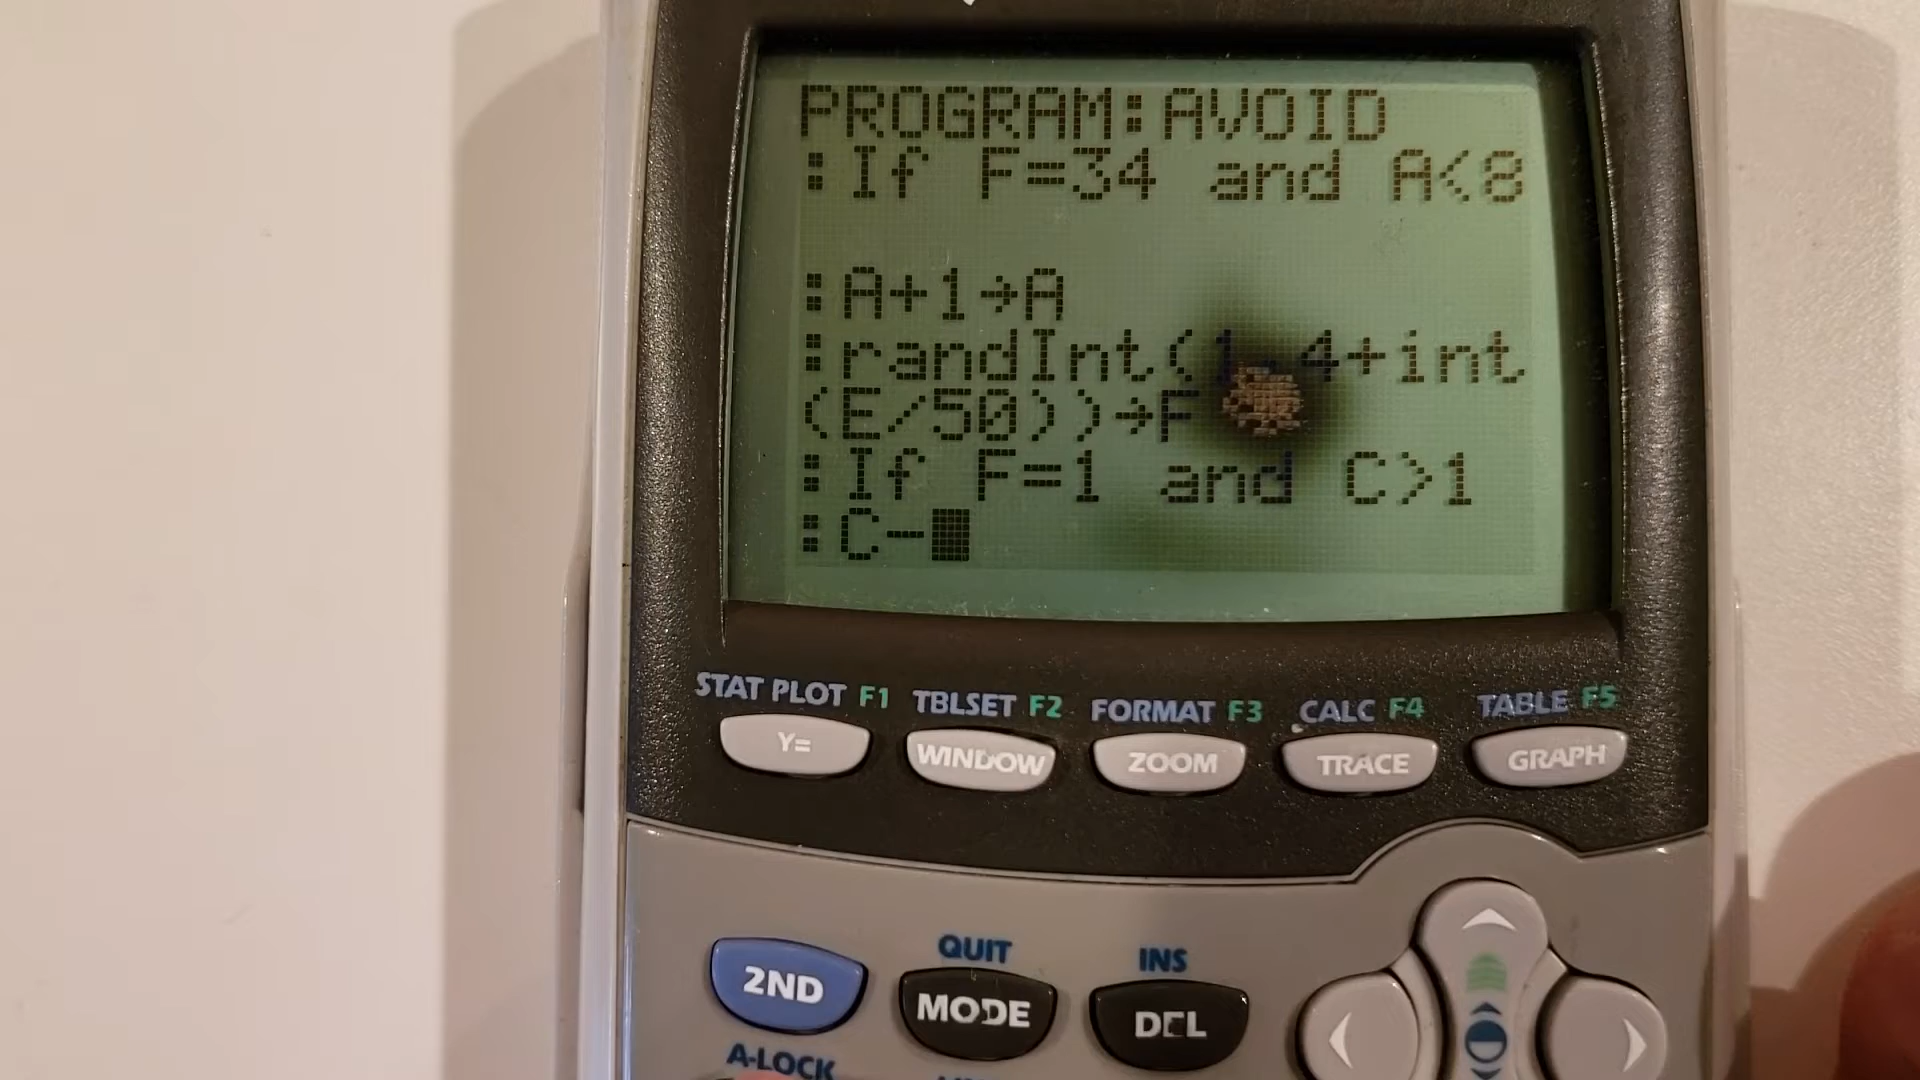 PROGRAM:AVOID
:If F=34 and A<8
:A+1→A
:randInt(1,4+int
(E/50))→F
:If F=1 and C>1
:C-
STAT PLOT F1 TBLSET F2 FORMAT F3 CALC F4 TABLE F5
Y= WINDOW ZOOM TRACE GRAPH
QUIT INS
2ND MODE DEL
A-LOCK